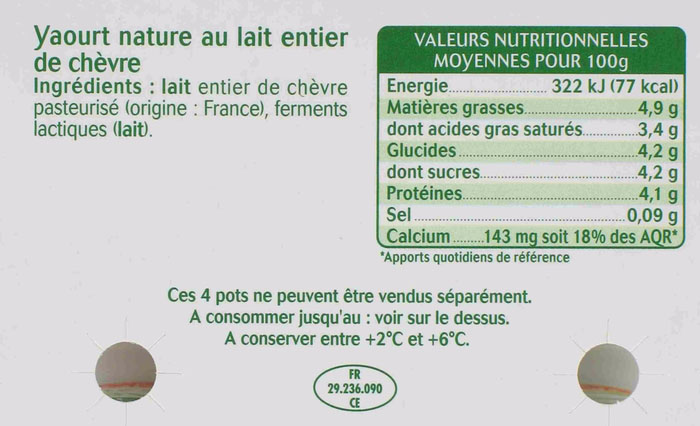 Yaourt nature au lait entier
de chèvre
Ingrédients : lait entier de chèvre
pasteurisé (origine : France), ferments
lactiques (lait).
VALEURS NUTRITIONNELLES
MOYENNES POUR 100g
Energie.................... 322 kJ (77 kcal)
Matières grasses.......................4,9 g
dont acides gras saturés...........3,4 g
Glucides....................................4,2 g
dont sucres...............................4,2 g
Protéines...................................4,1 g
Sel...........................................0,09 g
Calcium.......143 mg soit 18% des AQR*
*Apports quotidiens de référence
Ces 4 pots ne peuvent être vendus séparément.
A consommer jusqu'au : voir sur le dessus.
A conserver entre +2°C et +6°C.
FR
29.236.090
CE